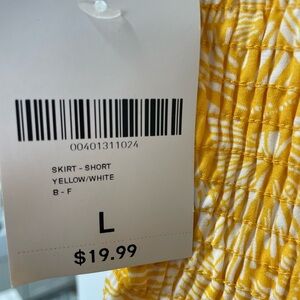 00401311024
SKIRT - SHORT
YELLOW/WHITE
B - F
L
$19.99